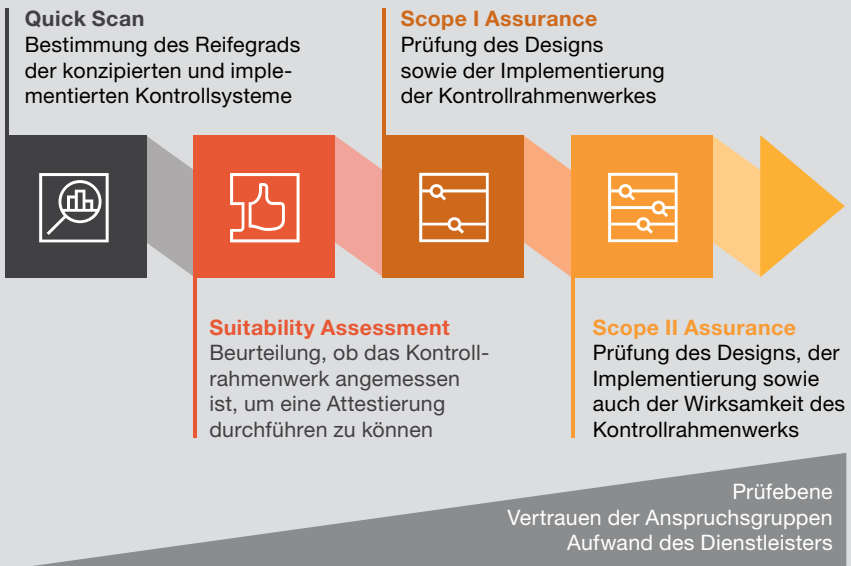 Quick Scan
Bestimmung des Reifegrads
der konzipierten und imple-
mentierten Kontrollsysteme
Scope I Assurance
Prüfung des Designs
sowie der Implementierung
der Kontrollrahmenwerkes
Suitability Assessment
Beurteilung, ob das Kontroll-
rahmenwerk angemessen
ist, um eine Attestierung
durchführen zu können
Scope II Assurance
Prüfung des Designs, der
Implementierung sowie
auch der Wirksamkeit des
Kontrollrahmenwerks
Prüfebene
Vertrauen der Anspruchsgruppen
Aufwand des Dienstleisters